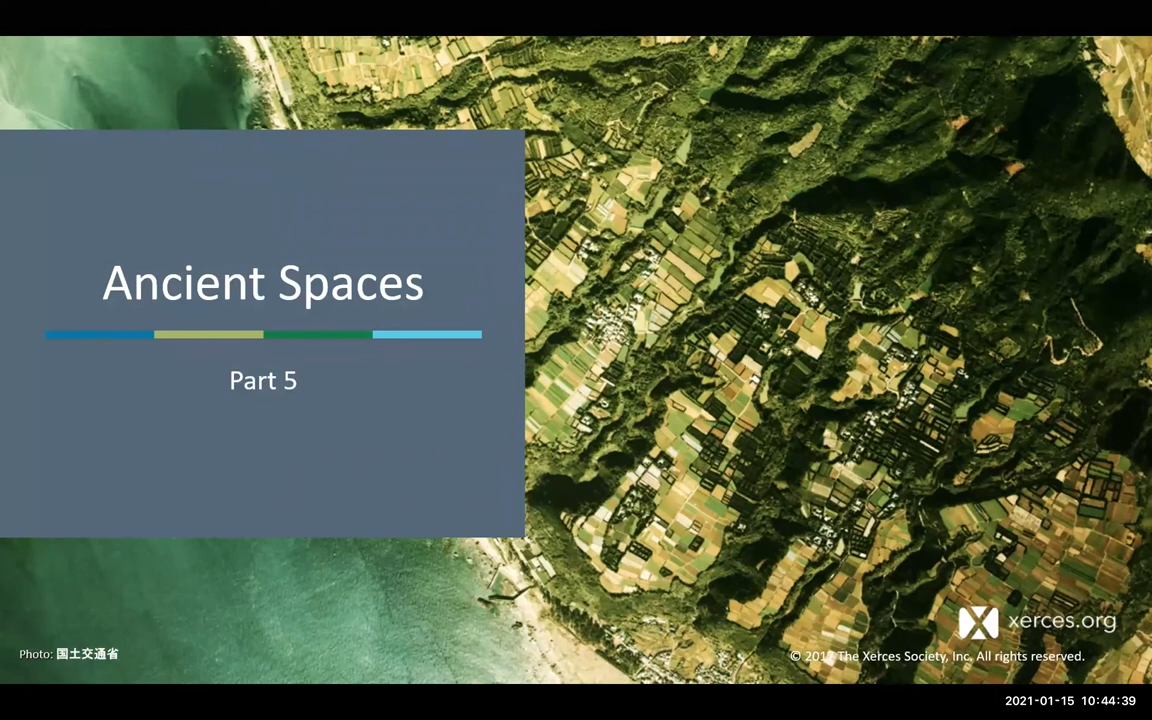 Ancient Spaces
Part 5
xerces.org
Photo: 国土交通省
© 2017 The Xerces Society, Inc. All rights reserved.
2021-01-15 10:44:39